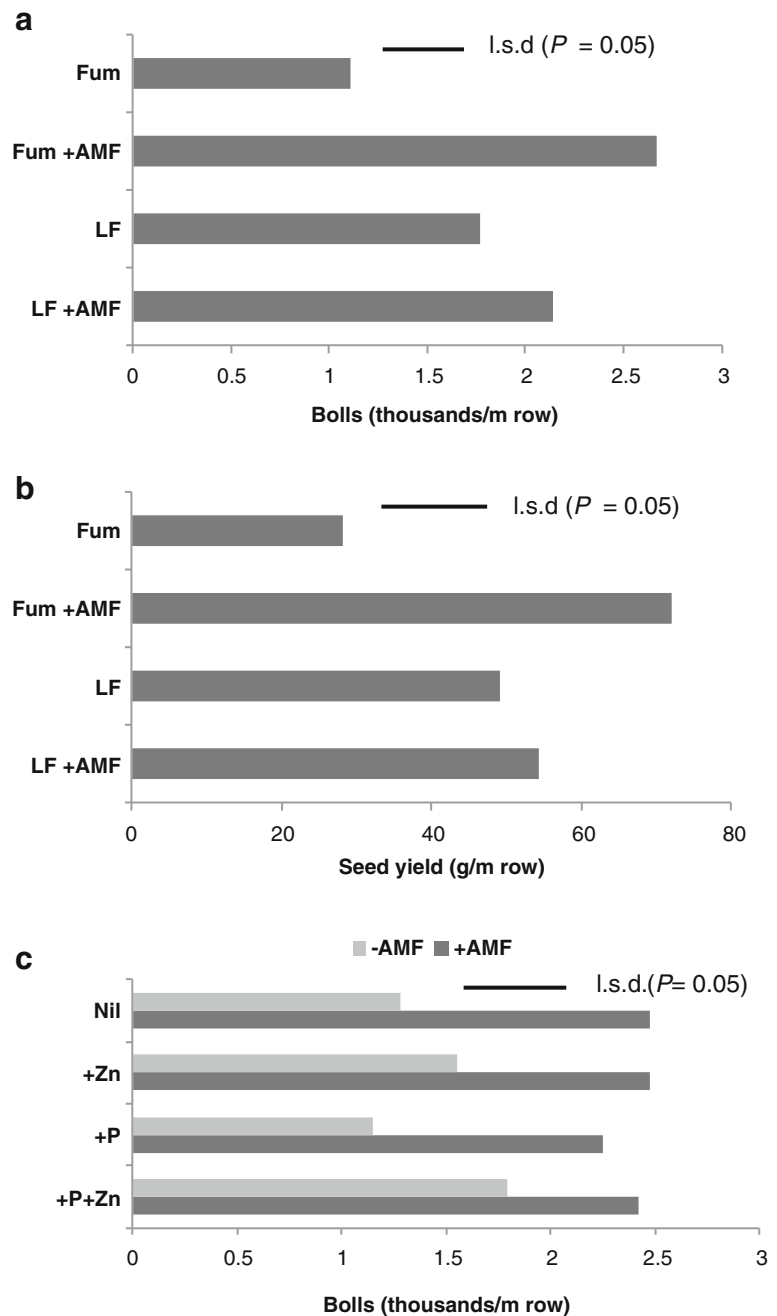 a
l.s.d (P = 0.05)
Fum
Fum +AMF
LF
LF +AMF
0 0.5 1 1.5 2 2.5 3
Bolls (thousands/m row)
b
l.s.d (P = 0.05)
Fum
Fum +AMF
LF
LF +AMF
0 20 40 60 80
Seed yield (g/m row)
-AMF +AMF
c
l.s.d.(P= 0.05)
Nil
+Zn
+P
+P+Zn
0 0.5 1 1.5 2 2.5 3
Bolls (thousands/m row)